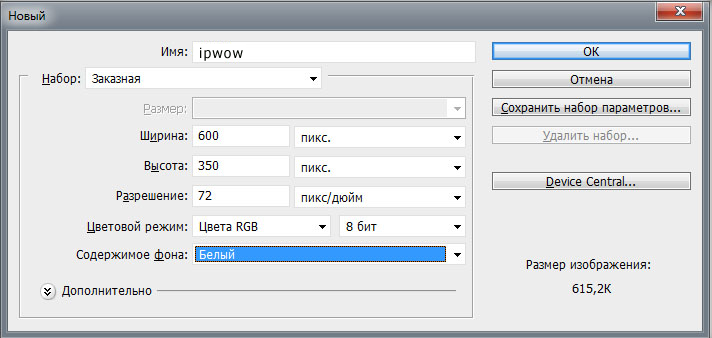 Новый
Имя: ipwow
Набор: Заказная
Размер:
Ширина: 600 пикс.
Высота: 350 пикс.
Разрешение: 72 пикс/дюйм
Цветовой режим: Цвета RGB 8 бит
Содержимое фона: Белый
Дополнительно
OK
Отмена
Сохранить набор параметров...
Удалить набор...
Device Central...
Размер изображения:
615,2K